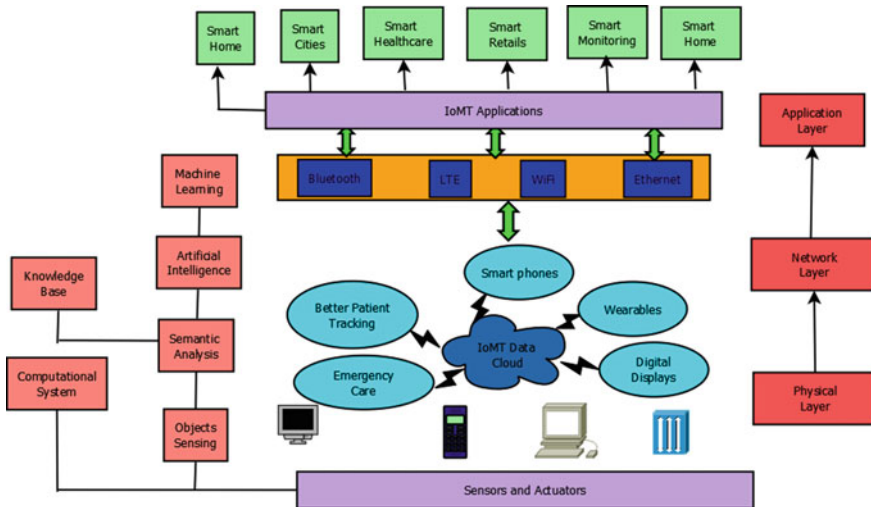 Smart
Home
Smart
Cities
Smart
Healthcare
Smart
Retails
Smart
Monitoring
Smart
Home
IoMT Applications
Application
Layer
Bluetooth
LTE
WiFi
Ethernet
Machine
Learning
Artificial
Intelligence
Knowledge
Base
Semantic
Analysis
Computational
System
Objects
Sensing
Smart phones
Better Patient
Tracking
Wearables
IoMT Data
Cloud
Emergency
Care
Digital
Displays
Network
Layer
Physical
Layer
Sensors and Actuators